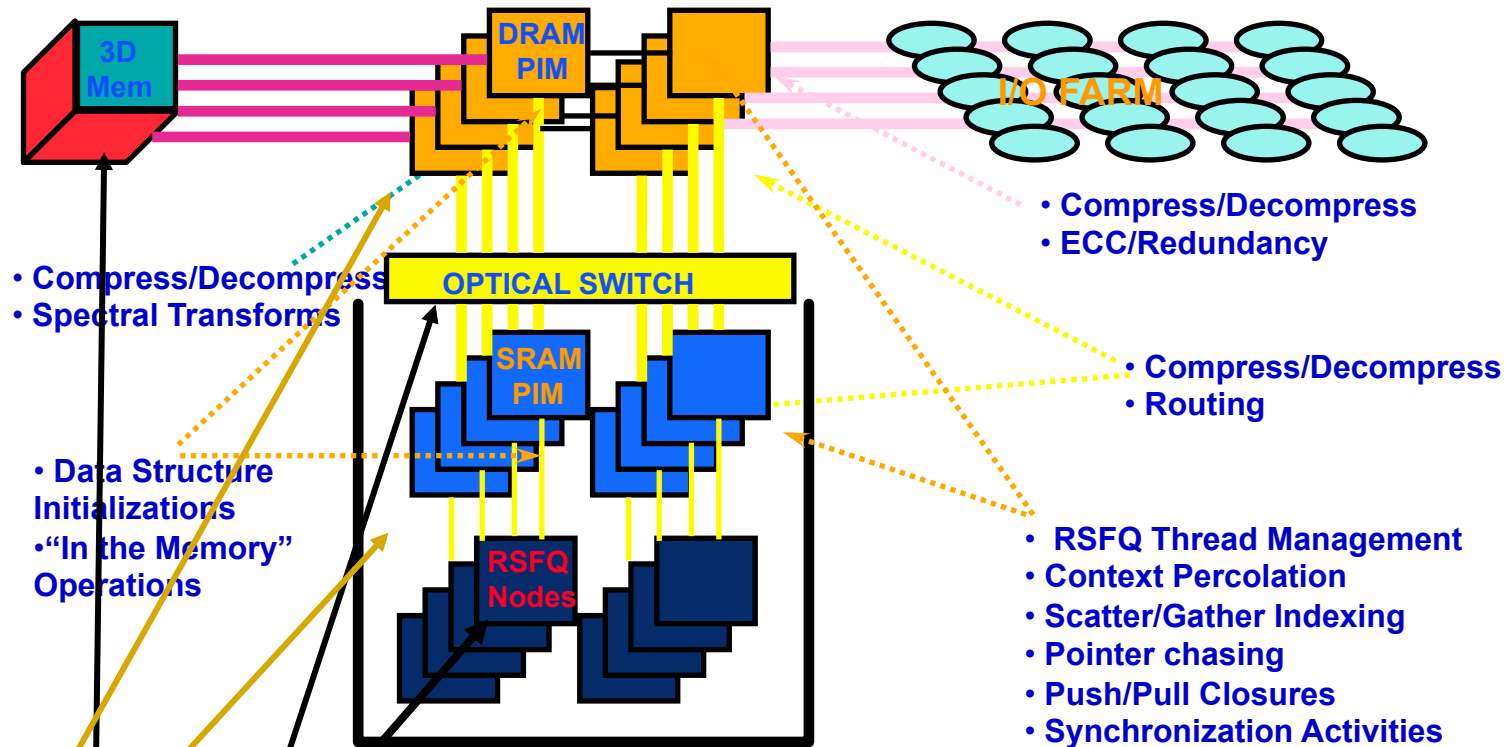 3D
Mem
DRAM
PIM
I/O FARM
• Compress/Decompress
• ECC/Redundancy
• Compress/Decompress
• Spectral Transforms
OPTICAL SWITCH
SRAM
PIM
• Compress/Decompress
• Routing
• Data Structure
Initializations
•“In the Memory”
Operations
RSFQ
Nodes
• RSFQ Thread Management
• Context Percolation
• Scatter/Gather Indexing
• Pointer chasing
• Push/Pull Closures
• Synchronization Activities